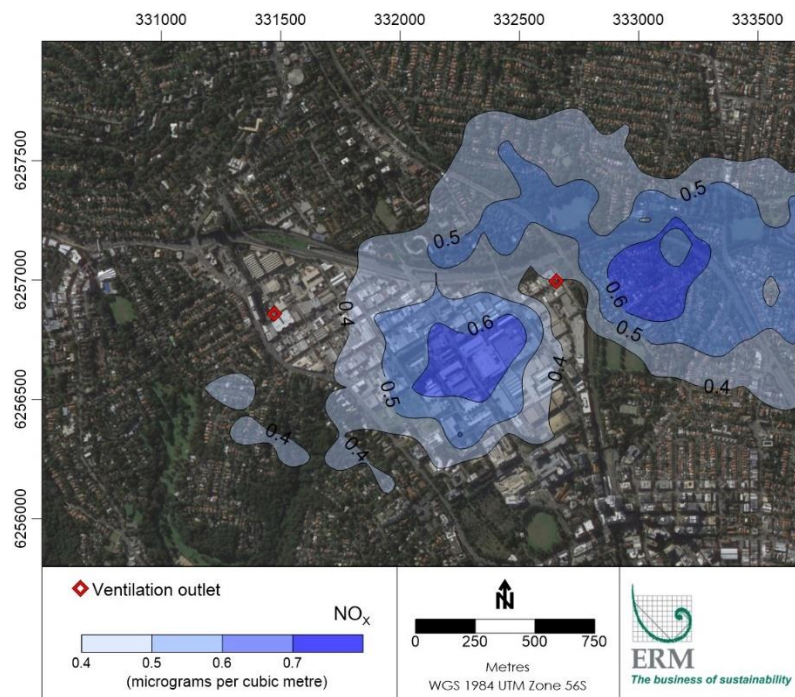 331000 331500 332000 332500 333000 333500
6257500
6257000
6256500
6256000
0.5
0.5
0.4
0.6
0.6
0.5
0.5
0.4
0.4
0.4
0.4
Ventilation outlet
NOX
0.4 0.5 0.6 0.7
(micrograms per cubic metre)
N
0 250 500 750
Metres
WGS 1984 UTM Zone 56S
ERM
The business of sustainability